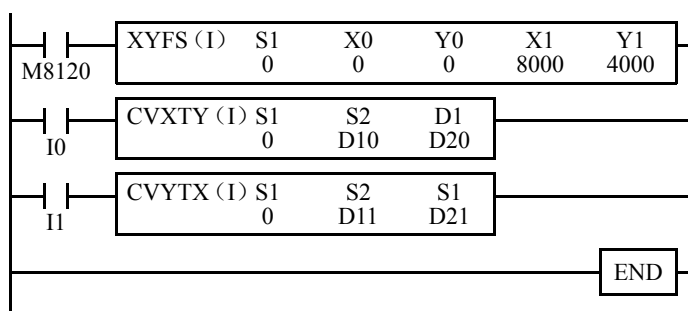 XYFS (I) S1 X0 Y0 X1 Y1
M8120 0 0 0 8000 4000
CVXTY (I) S1 S2 D1
I0 0 D10 D20
CVYTX (I) S1 S2 S1
I1 0 D11 D21
END